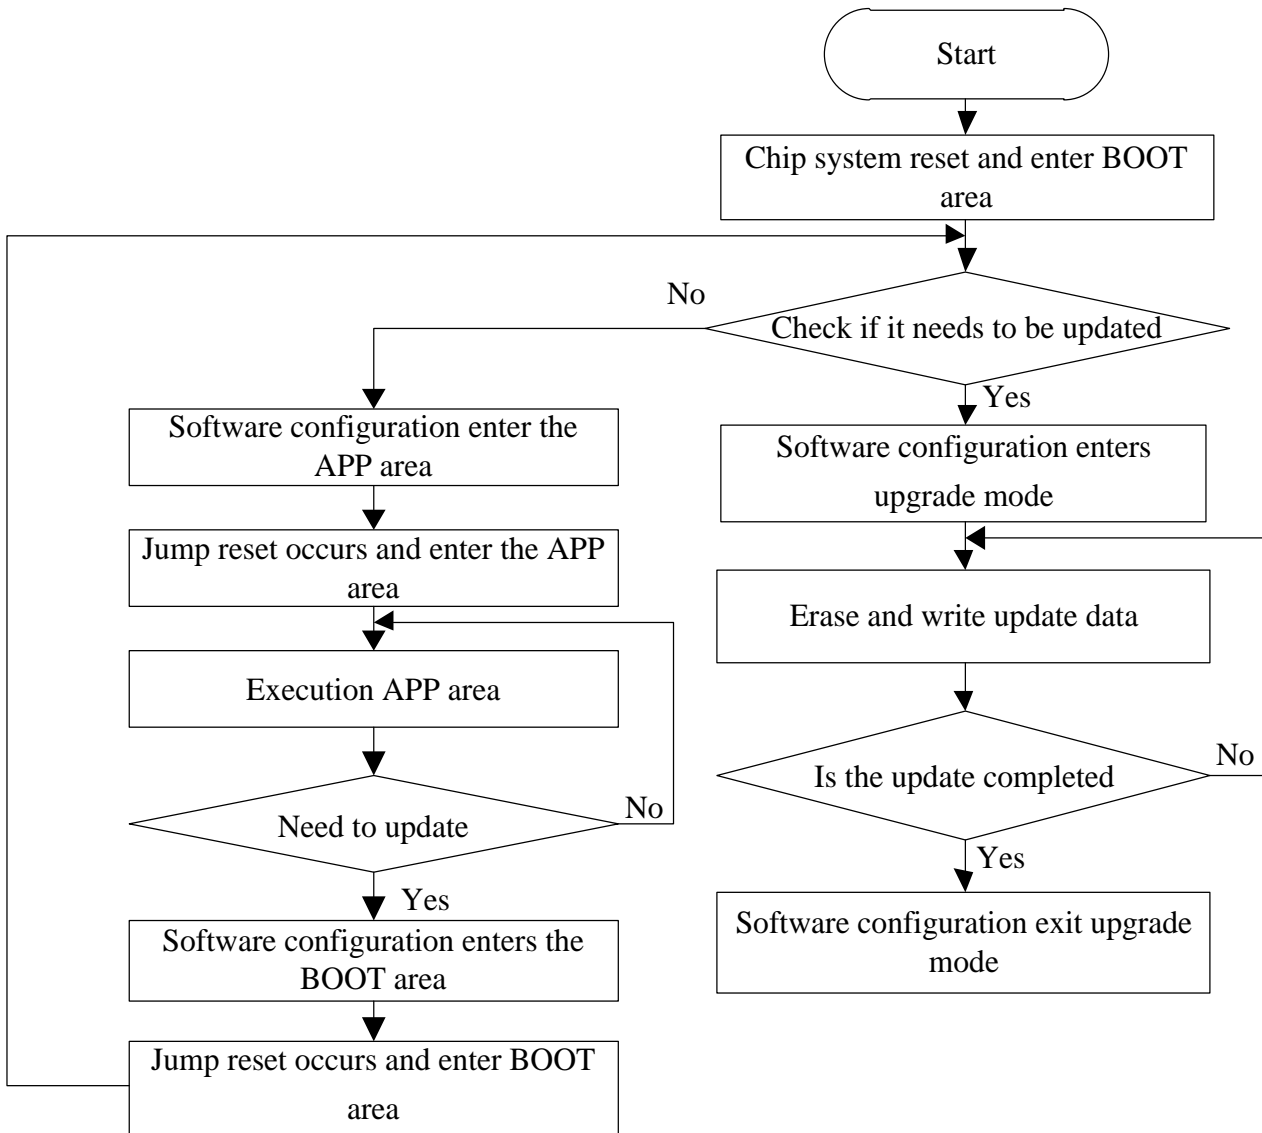 Start
Chip system reset and enter BOOT
area
No
Check if it needs to be updated
Yes
Software configuration enter the
APP area
Software configuration enters
upgrade mode
Jump reset occurs and enter the APP
area
Erase and write update data
Execution APP area
No
Is the update completed
No
Need to update
Yes
Yes
Software configuration enters the
BOOT area
Software configuration exit upgrade
mode
Jump reset occurs and enter BOOT
area